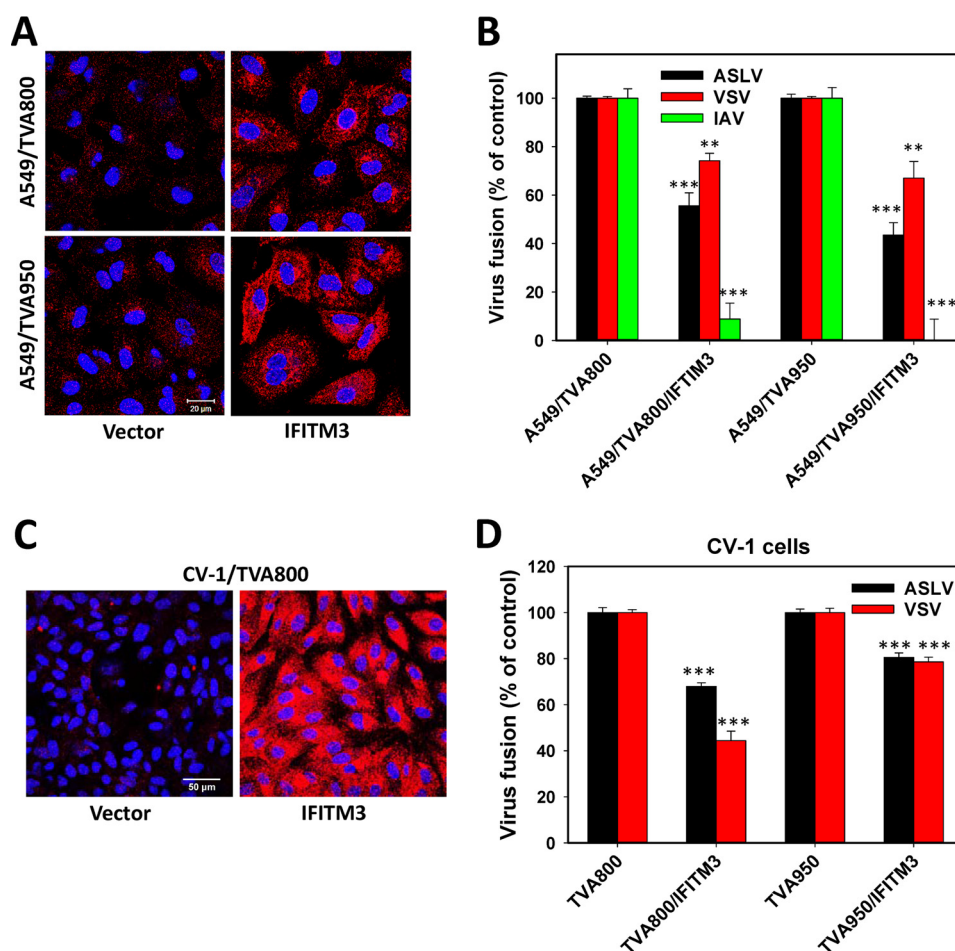 A
A549/TVA800
A549/TVA950
20 µm
Vector
IFITM3
B
Virus fusion (% of control)
100
80
60
40
20
0
ASLV
VSV
IAV
***
**
***
***
**
***
A549/TVA800
A549/TVA800/IFTIM3
A549/TVA950
A549/TVA950/IFITM3
C
CV-1/TVA800
50 µm
Vector
IFITM3
D
CV-1 cells
Virus fusion (% of control)
120
100
80
60
40
20
0
ASLV
VSV
***
***
*** ***
TVA800
TVA800/IFITM3
TVA950
TVA950/IFITM3